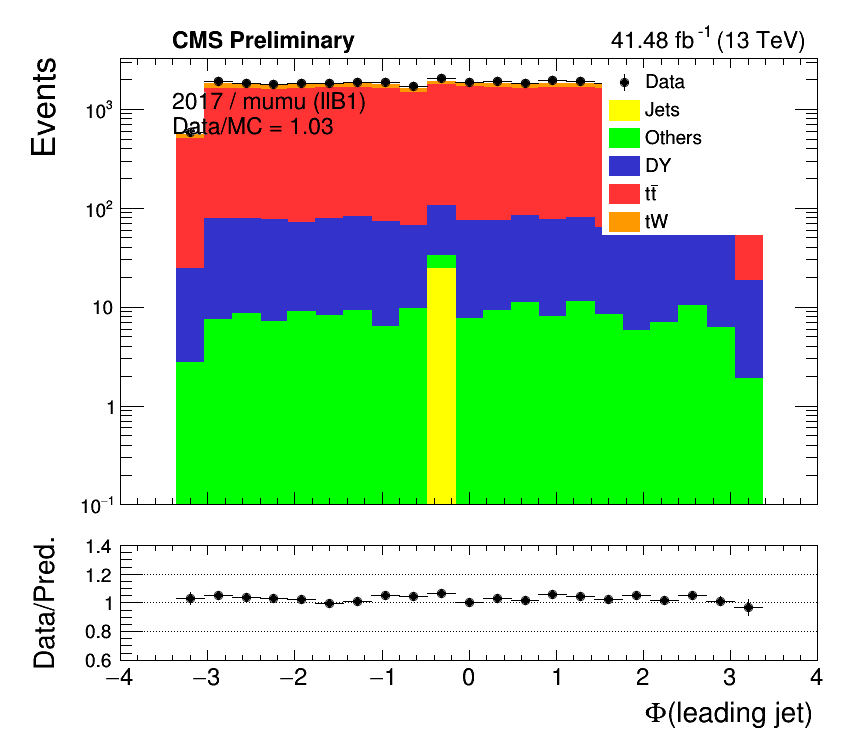 CMS Preliminary 41.48 fb⁻¹ (13 TeV)
Events
10³
10²
10
1
10⁻¹
2017 / mumu (llB1)
Data/MC = 1.03
Data
Jets
Others
DY
tt̄
tW
Data/Pred.
1.4
1.2
1
0.8
0.6
−4 −3 −2 −1 0 1 2 3 4
Φ(leading jet)